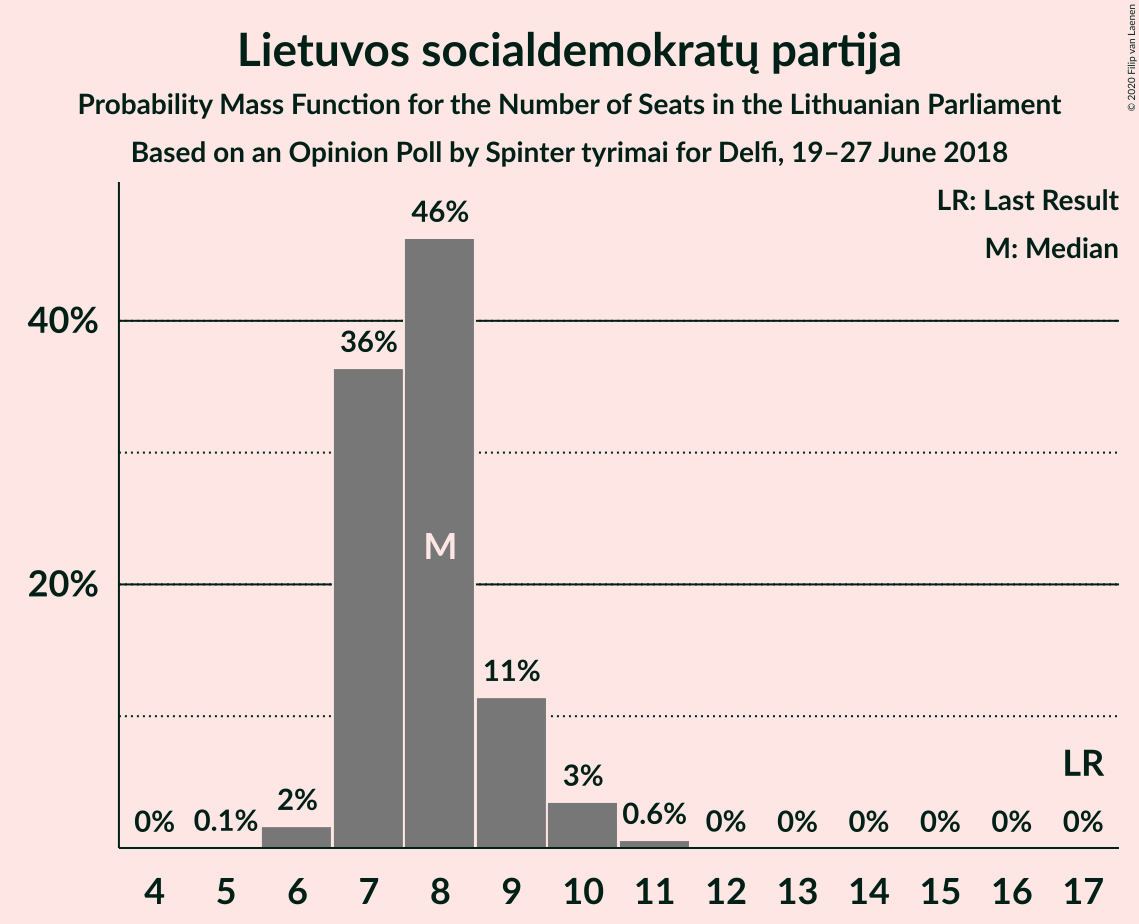 Lietuvos socialdemokratų partija
Probability Mass Function for the Number of Seats in the Lithuanian Parliament
Based on an Opinion Poll by Spinter tyrimai for Delfi, 19–27 June 2018
© 2020 Filip van Laenen
LR: Last Result
M: Median
46%
40%
36%
M
20%
11%
LR
3%
2%
0% 0.1% 0.6% 0% 0% 0% 0% 0% 0%
4 5 6 7 8 9 10 11 12 13 14 15 16 17